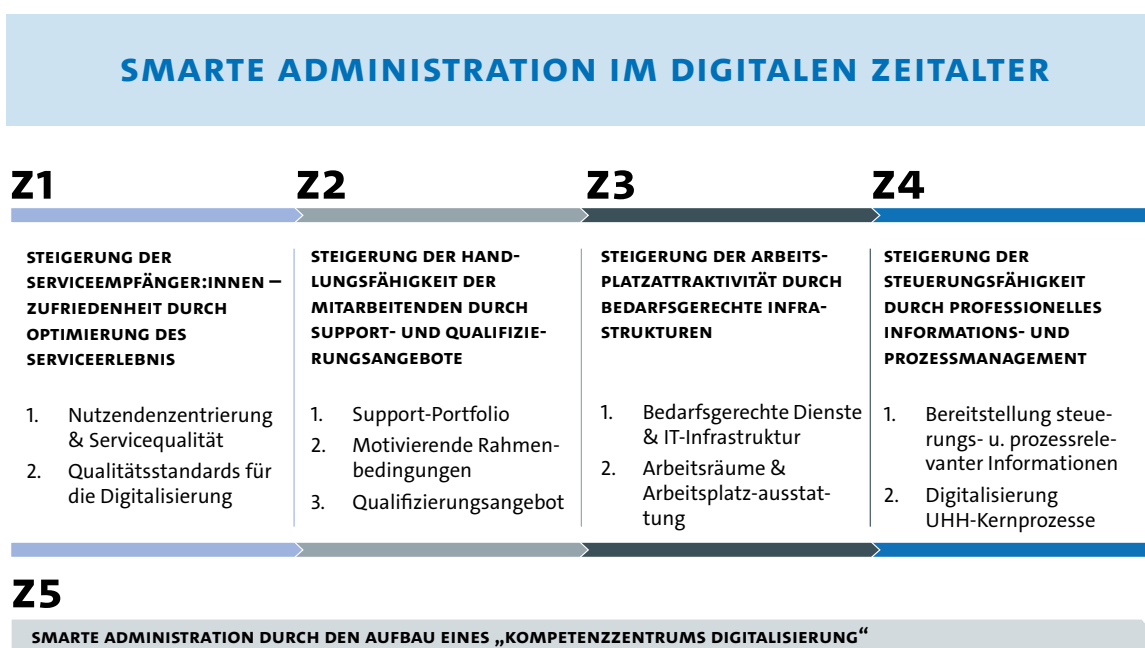 SMARTE ADMINISTRATION IM DIGITALEN ZEITALTER
Z1
STEIGERUNG DER
SERVICEEMPFÄNGER:INNEN –
ZUFRIEDENHEIT DURCH
OPTIMIERUNG DES
SERVICEERLEBNIS
1. Nutzendenzentrierung
& Servicequalität
2. Qualitätsstandards für
die Digitalisierung
Z2
STEIGERUNG DER HAND-
LUNGSFÄHIGKEIT DER
MITARBEITENDEN DURCH
SUPPORT- UND QUALIFIZIE-
RUNGSANGEBOTE
1. Support-Portfolio
2. Motivierende Rahmen-
bedingungen
3. Qualifizierungsangebot
Z3
STEIGERUNG DER ARBEITS-
PLATZATTRAKTIVITÄT DURCH
BEDARFSGERECHTE INFRA-
STRUKTUREN
1. Bedarfsgerechte Dienste
& IT-Infrastruktur
2. Arbeitsräume &
Arbeitsplatz-ausstat-
tung
Z4
STEIGERUNG DER
STEUERUNGSFÄHIGKEIT
DURCH PROFESSIONELLES
INFORMATIONS- UND
PROZESSMANAGEMENT
1. Bereitstellung steue-
rungs- u. prozessrele-
vanter Informationen
2. Digitalisierung
UHH-Kernprozesse
Z5
SMARTE ADMINISTRATION DURCH DEN AUFBAU EINES „KOMPETENZZENTRUMS DIGITALISIERUNG“